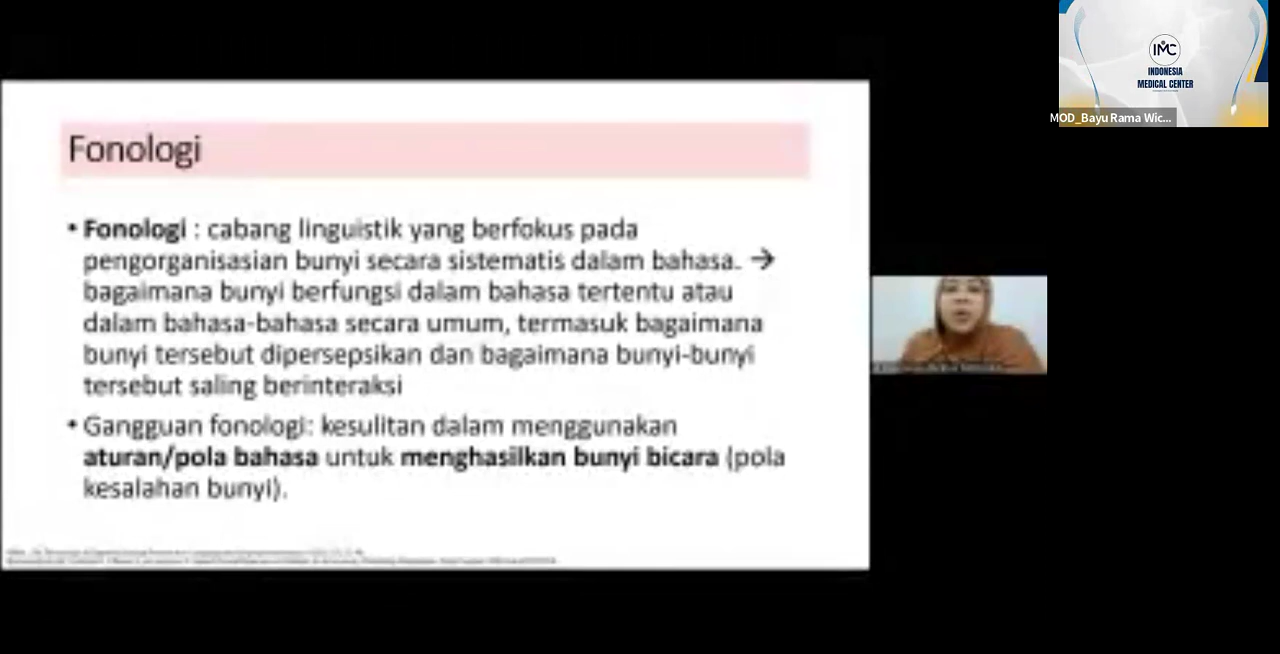 Fonologi
• Fonologi : cabang linguistik yang berfokus pada
pengorganisasian bunyi secara sistematis dalam bahasa. →
bagaimana bunyi berfungsi dalam bahasa tertentu atau
dalam bahasa-bahasa secara umum, termasuk bagaimana
bunyi tersebut dipersepsikan dan bagaimana bunyi-bunyi
tersebut saling berinteraksi
• Gangguan fonologi: kesulitan dalam menggunakan
aturan/pola bahasa untuk menghasilkan bunyi bicara (pola
kesalahan bunyi).
IMC
INDONESIA
MEDICAL CENTER
MOD_Bayu Rama Wic...